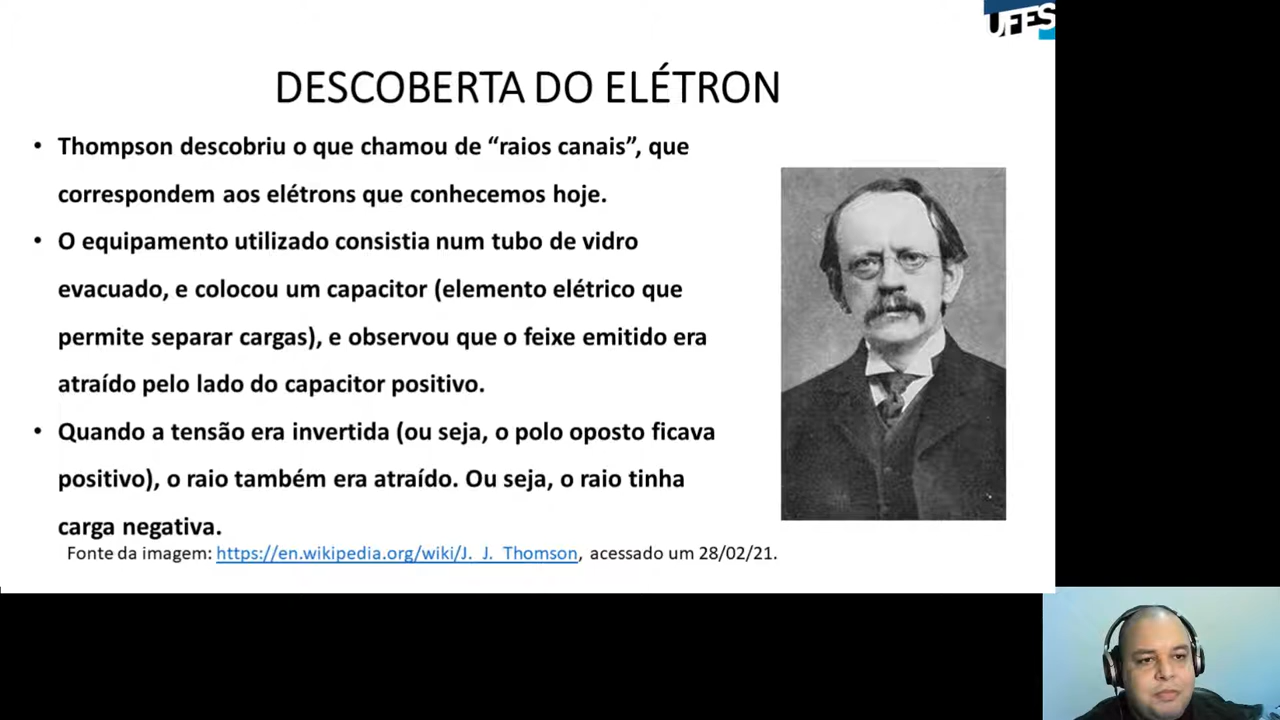 UFES
DESCOBERTA DO ELÉTRON
• Thompson descobriu o que chamou de “raios canais”, que
correspondem aos elétrons que conhecemos hoje.
• O equipamento utilizado consistia num tubo de vidro
evacuado, e colocou um capacitor (elemento elétrico que
permite separar cargas), e observou que o feixe emitido era
atraído pelo lado do capacitor positivo.
• Quando a tensão era invertida (ou seja, o polo oposto ficava
positivo), o raio também era atraído. Ou seja, o raio tinha
carga negativa.
Fonte da imagem: https://en.wikipedia.org/wiki/J._J._Thomson, acessado um 28/02/21.